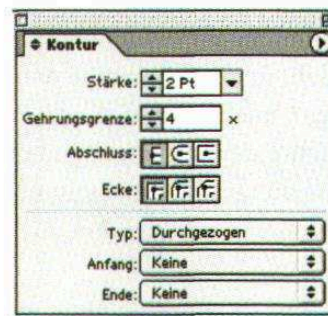 Kontur
Stärke: 2 Pt
Gehrungsgrenze: 4 x
Abschluss:
Ecke:
Typ: Durchgezogen
Anfang: Keine
Ende: Keine